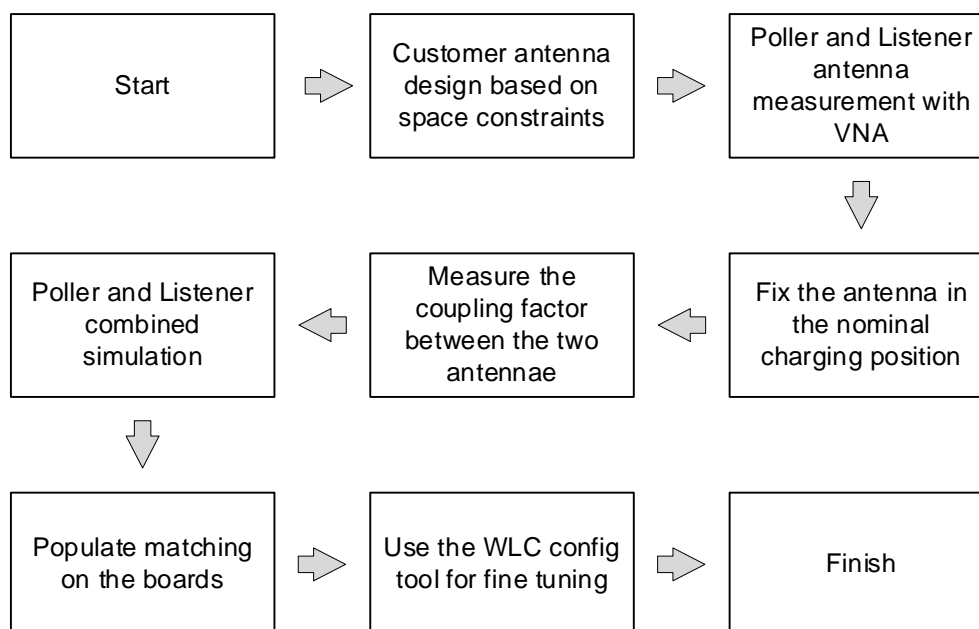 Start
Customer antenna
design based on
space constraints
Poller and Listener
antenna
measurement with
VNA
Fix the antenna in
the nominal
charging position
Measure the
coupling factor
between the two
antennae
Poller and Listener
combined
simulation
Populate matching
on the boards
Use the WLC config
tool for fine tuning
Finish